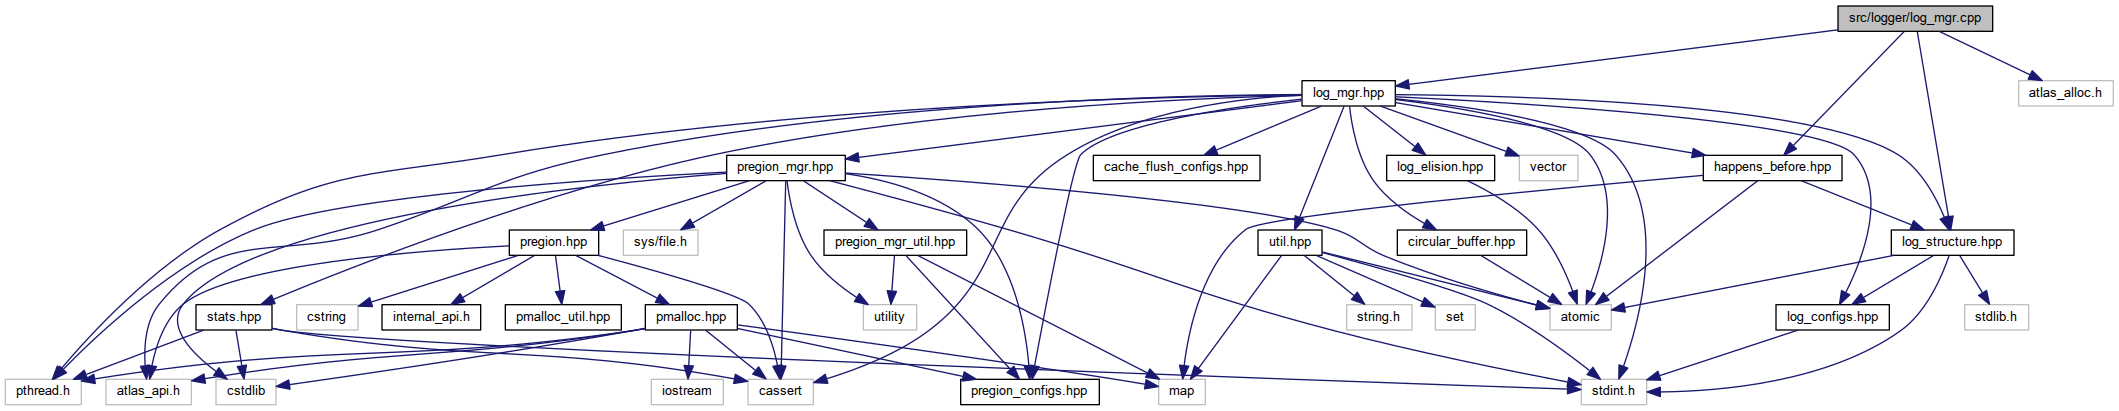 src/logger/log_mgr.cpp
log_mgr.hpp
atlas_alloc.h
pregion_mgr.hpp
cache_flush_configs.hpp
log_elision.hpp
vector
happens_before.hpp
pregion.hpp
sys/file.h
pregion_mgr_util.hpp
util.hpp
circular_buffer.hpp
log_structure.hpp
stats.hpp
cstring
internal_api.h
pmalloc_util.hpp
pmalloc.hpp
utility
string.h
set
atomic
log_configs.hpp
stdlib.h
pthread.h
atlas_api.h
cstdlib
iostream
cassert
pregion_configs.hpp
map
stdint.h